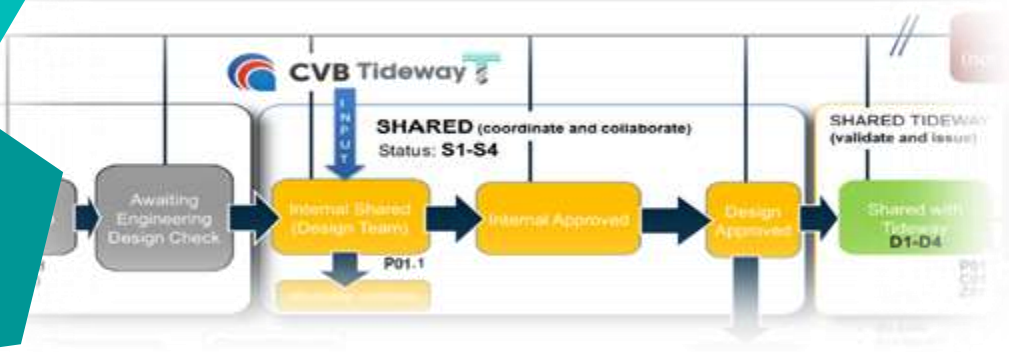 CVB Tideway
INPUT
SHARED (coordinate and collaborate)
Status: S1-S4
SHARED TIDEWAY
(validate and issue)
Awaiting
Engineering
Design Check
Internal Shared
(Design Team)
Internal Approved
Design
Approved
Shared with
Tideway
D1-D4
P01.1